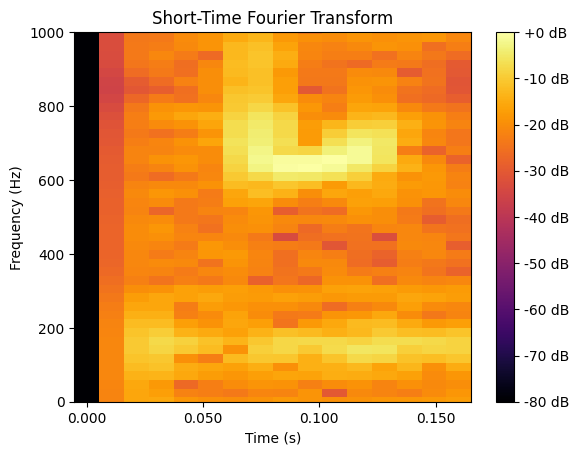 Short-Time Fourier Transform
1000
800
600
400
200
0
Frequency (Hz)
0.000
0.050
0.100
0.150
Time (s)
+0 dB
-10 dB
-20 dB
-30 dB
-40 dB
-50 dB
-60 dB
-70 dB
-80 dB